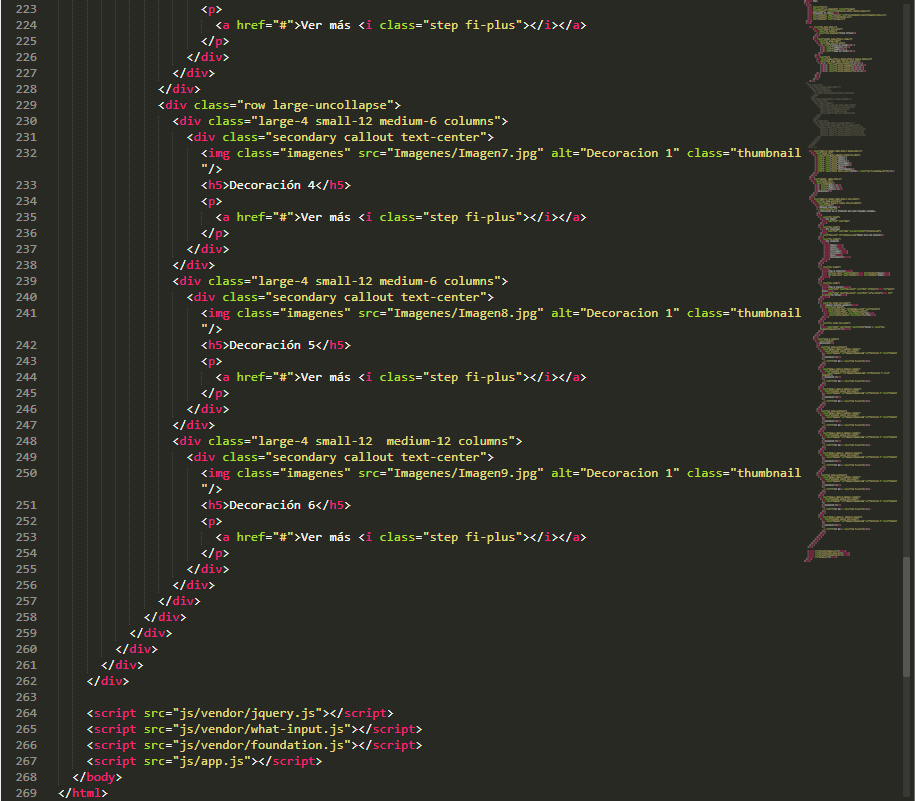 223 <p>
224 <a href="#">Ver más <i class="step fi-plus"></i></a>
225 </p>
226 </div>
227 </div>
228 </div>
229 <div class="row large-uncollapse">
230 <div class="large-4 small-12 medium-6 columns">
231 <div class="secondary callout text-center">
232 <img class="imagenes" src="Imagenes/Imagen7.jpg" alt="Decoracion 1" class="thumbnail
"/>
233 <h5>Decoración 4</h5>
234 <p>
235 <a href="#">Ver más <i class="step fi-plus"></i></a>
236 </p>
237 </div>
238 </div>
239 <div class="large-4 small-12 medium-6 columns">
240 <div class="secondary callout text-center">
241 <img class="imagenes" src="Imagenes/Imagen8.jpg" alt="Decoracion 1" class="thumbnail
"/>
242 <h5>Decoración 5</h5>
243 <p>
244 <a href="#">Ver más <i class="step fi-plus"></i></a>
245 </p>
246 </div>
247 </div>
248 <div class="large-4 small-12  medium-12 columns">
249 <div class="secondary callout text-center">
250 <img class="imagenes" src="Imagenes/Imagen9.jpg" alt="Decoracion 1" class="thumbnail
"/>
251 <h5>Decoración 6</h5>
252 <p>
253 <a href="#">Ver más <i class="step fi-plus"></i></a>
254 </p>
255 </div>
256 </div>
257 </div>
258 </div>
259 </div>
260 </div>
261 </div>
262 </div>
263
264 <script src="js/vendor/jquery.js"></script>
265 <script src="js/vendor/what-input.js"></script>
266 <script src="js/vendor/foundation.js"></script>
267 <script src="js/app.js"></script>
268 </body>
269 </html>